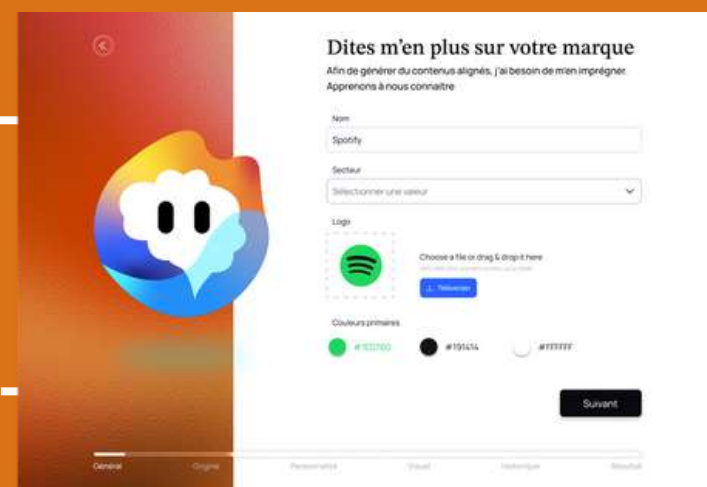 Dites m'en plus sur votre marque
Afin de générer du contenus alignés, j'ai besoin de m'en imprégner.
Apprenons à nous connaitre
Nom
Spotify
Secteur
Sélectionner une valeur
Logo
Choose a file or drag & drop it here
Téléverser
Couleurs primaires
#1ED760
#191414
#FFFFFF
Suivant
Général
Origine
Personnalité
Visuel
Historique
Résultat